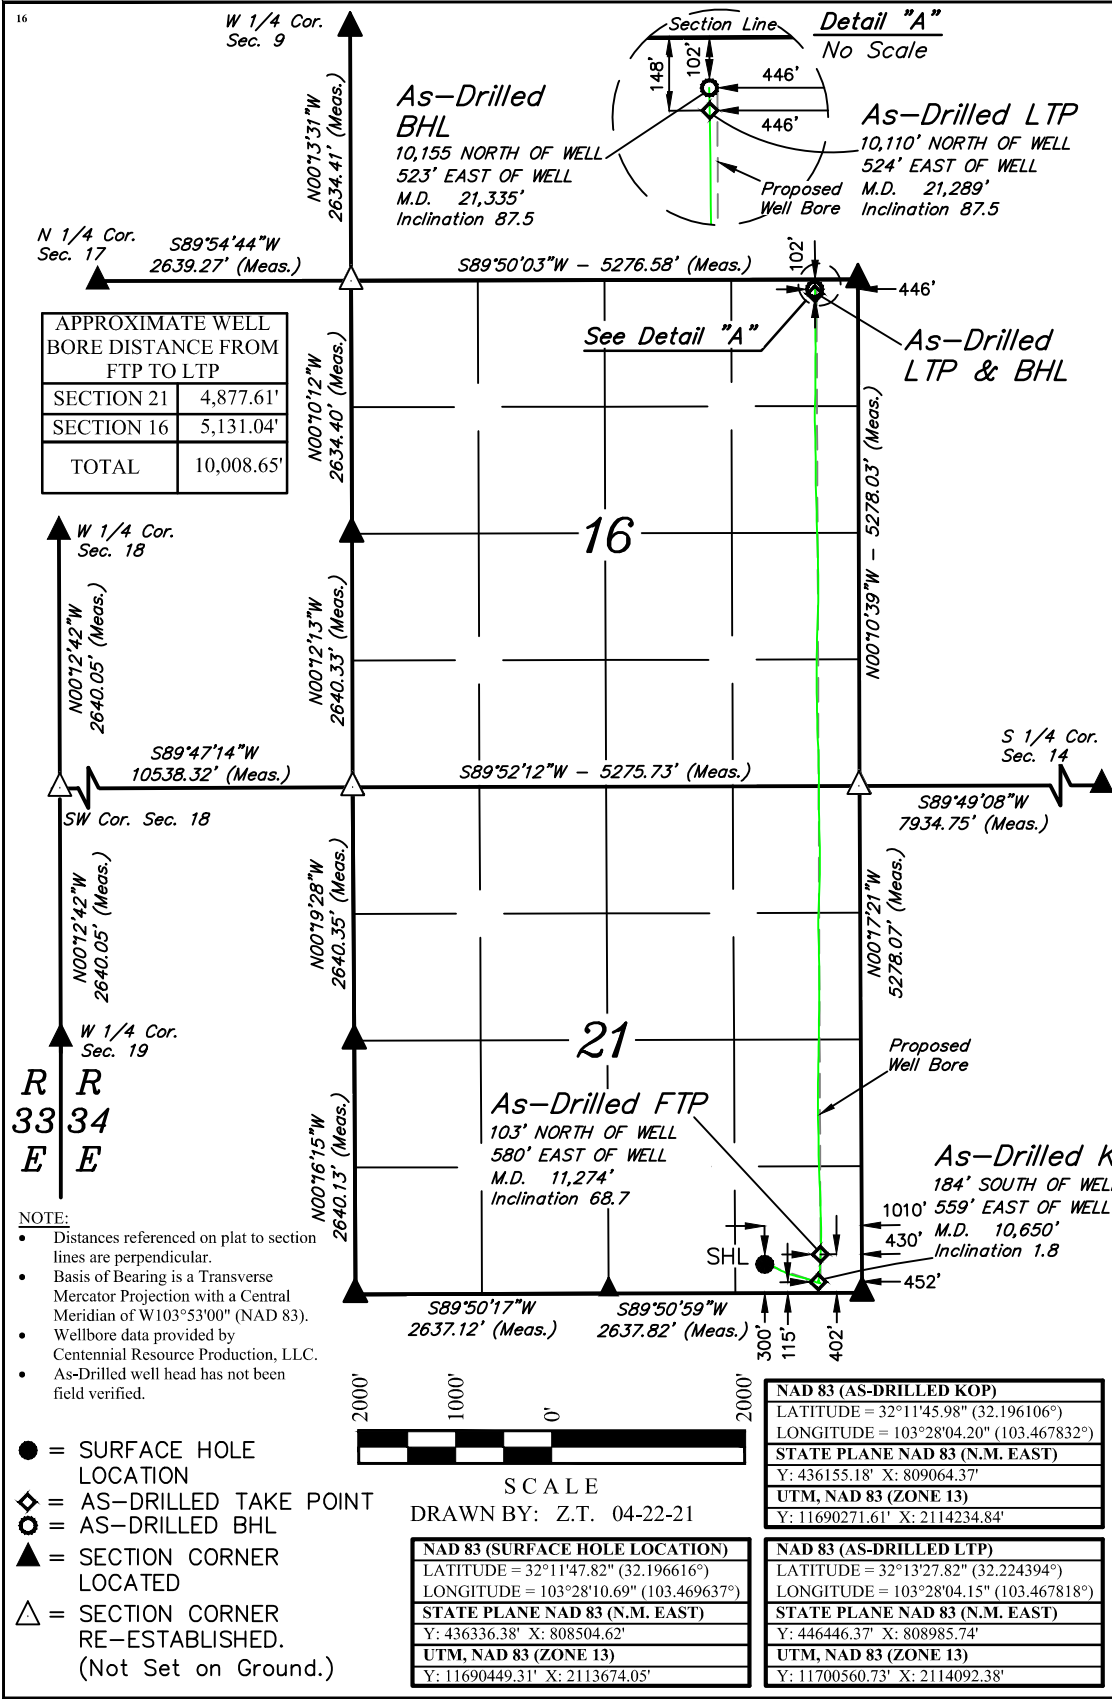 16
W 1/4 Cor.
Sec. 9
N00°13'31"W
2634.41' (Meas.)
Section Line
Detail "A"
No Scale
148'
102'
446'
446'
As-Drilled
BHL
10,155 NORTH OF WELL
523' EAST OF WELL
M.D. 21,335'
Inclination 87.5
As-Drilled LTP
10,110' NORTH OF WELL
524' EAST OF WELL
M.D. 21,289'
Inclination 87.5
Proposed
Well Bore
N 1/4 Cor.
Sec. 17
S89°54'44"W
2639.27' (Meas.)
S89°50'03"W - 5276.58' (Meas.)
102'
446'
See Detail "A"
As-Drilled
LTP & BHL
APPROXIMATE WELL
BORE DISTANCE FROM
FTP TO LTP
SECTION 21 4,877.61'
SECTION 16 5,131.04'
TOTAL 10,008.65'
N00°10'12"W
2634.40' (Meas.)
N00°10'39"W - 5278.03' (Meas.)
16
W 1/4 Cor.
Sec. 18
N00°12'42"W
2640.05' (Meas.)
N00°12'13"W
2640.33' (Meas.)
S89°47'14"W
10538.32' (Meas.)
S89°52'12"W - 5275.73' (Meas.)
S 1/4 Cor.
Sec. 14
S89°49'08"W
7934.75' (Meas.)
SW Cor. Sec. 18
N00°12'42"W
2640.05' (Meas.)
N00°19'28"W
2640.35' (Meas.)
N00°17'21"W
5278.07' (Meas.)
W 1/4 Cor.
Sec. 19
R R
33 34
E E
21
Proposed
Well Bore
As-Drilled FTP
103' NORTH OF WELL
580' EAST OF WELL
M.D. 11,274'
Inclination 68.7
N00°16'15"W
2640.13' (Meas.)
As-Drilled K
184' SOUTH OF WELL
559' EAST OF WELL
M.D. 10,650'
Inclination 1.8
1010'
430'
452'
SHL
300'
115'
402'
S89°50'17"W
2637.12' (Meas.)
S89°50'59"W
2637.82' (Meas.)
NOTE:
• Distances referenced on plat to section
lines are perpendicular.
• Basis of Bearing is a Transverse
Mercator Projection with a Central
Meridian of W103°53'00" (NAD 83).
• Wellbore data provided by
Centennial Resource Production, LLC.
• As-Drilled well head has not been
field verified.
2000' 1000' 0' 2000'
SCALE
DRAWN BY: Z.T. 04-22-21
= SURFACE HOLE
LOCATION
= AS-DRILLED TAKE POINT
= AS-DRILLED BHL
= SECTION CORNER
LOCATED
= SECTION CORNER
RE-ESTABLISHED.
(Not Set on Ground.)
NAD 83 (AS-DRILLED KOP)
LATITUDE = 32°11'45.98" (32.196106°)
LONGITUDE = 103°28'04.20" (103.467832°)
STATE PLANE NAD 83 (N.M. EAST)
Y: 436155.18' X: 809064.37'
UTM, NAD 83 (ZONE 13)
Y: 11690271.61' X: 2114234.84'
NAD 83 (SURFACE HOLE LOCATION)
LATITUDE = 32°11'47.82" (32.196616°)
LONGITUDE = 103°28'10.69" (103.469637°)
STATE PLANE NAD 83 (N.M. EAST)
Y: 436336.38' X: 808504.62'
UTM, NAD 83 (ZONE 13)
Y: 11690449.31' X: 2113674.05'
NAD 83 (AS-DRILLED LTP)
LATITUDE = 32°13'27.82" (32.224394°)
LONGITUDE = 103°28'04.15" (103.467818°)
STATE PLANE NAD 83 (N.M. EAST)
Y: 446446.37' X: 808985.74'
UTM, NAD 83 (ZONE 13)
Y: 11700560.73' X: 2114092.38'